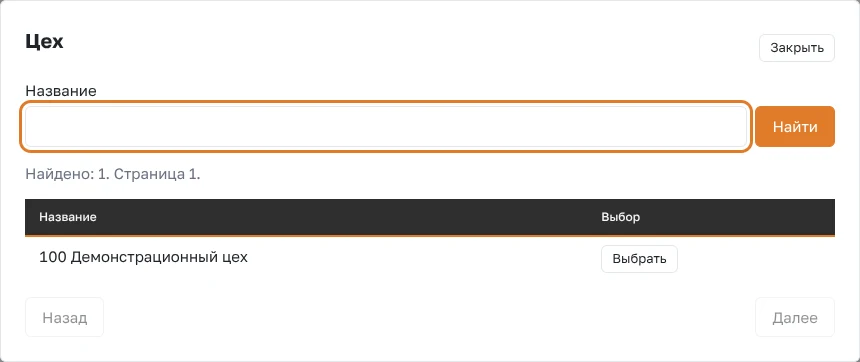 Цех
Закрыть
Название
Найти
Найдено: 1. Страница 1.
Название Выбор
100 Демонстрационный цех Выбрать
Назад Далее